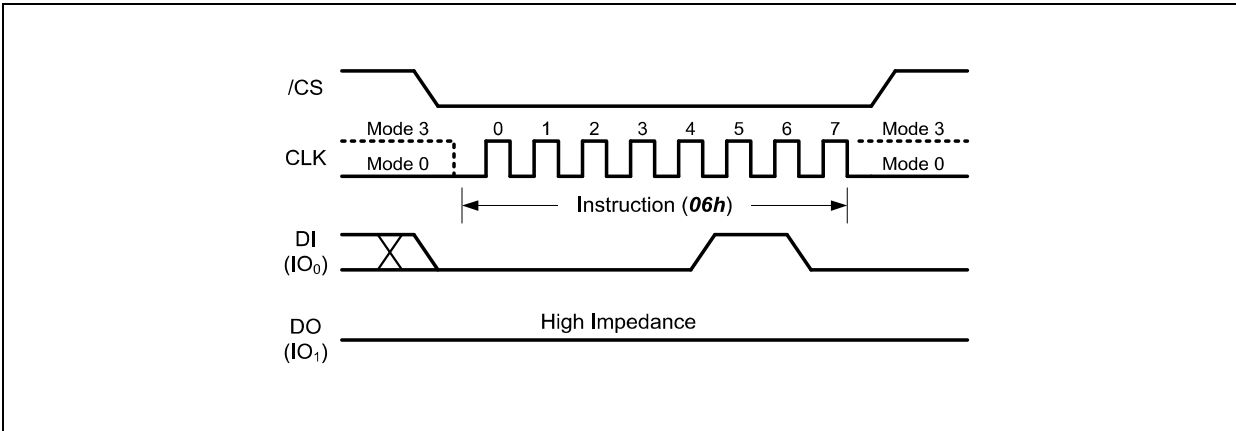 /CS
Mode 3 0 1 2 3 4 5 6 7 Mode 3
CLK
Mode 0 Mode 0
Instruction (06h)
DI
(IO₀)
High Impedance
DO
(IO₁)